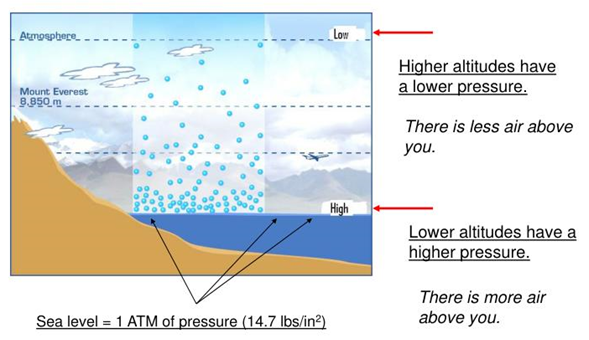 Atmosphere
Low
Mount Everest
8,850 m
High
Higher altitudes have
a lower pressure.
There is less air above
you.
Lower altitudes have a
higher pressure.
There is more air
above you.
Sea level = 1 ATM of pressure (14.7 lbs/in²)